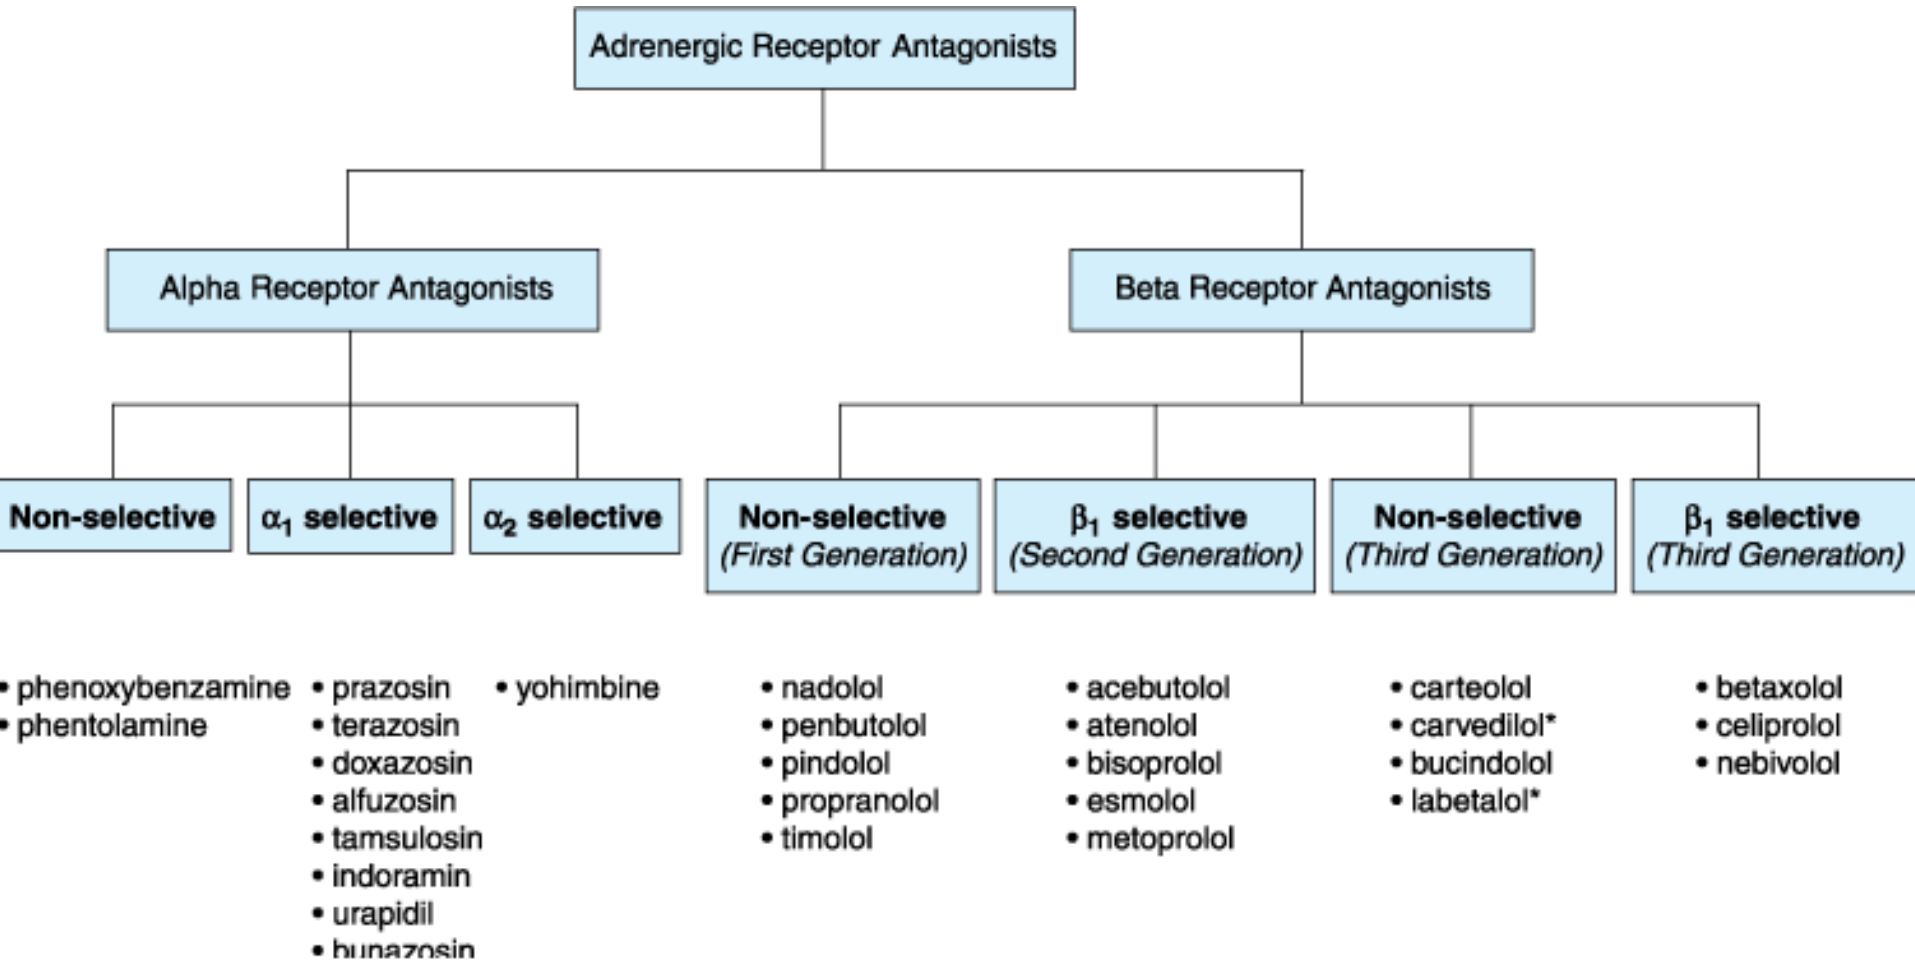 Adrenergic Receptor Antagonists
Alpha Receptor Antagonists
Beta Receptor Antagonists
Non-selective
α1 selective
α2 selective
Non-selective
(First Generation)
β1 selective
(Second Generation)
Non-selective
(Third Generation)
β1 selective
(Third Generation)
• phenoxybenzamine
• phentolamine
• prazosin
• terazosin
• doxazosin
• alfuzosin
• tamsulosin
• indoramin
• urapidil
• bunazosin
• yohimbine
• nadolol
• penbutolol
• pindolol
• propranolol
• timolol
• acebutolol
• atenolol
• bisoprolol
• esmolol
• metoprolol
• carteolol
• carvedilol*
• bucindolol
• labetalol*
• betaxolol
• celiprolol
• nebivolol